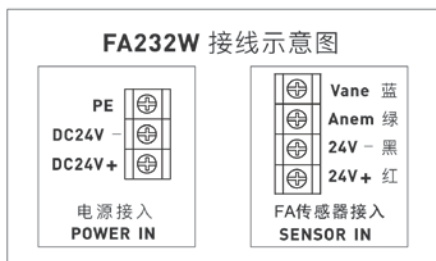 FA232W 接线示意图
PE
DC24V -
DC24V+
电源接入
POWER IN
Vane 蓝
Anem 绿
24V - 黑
24V+ 红
FA传感器接入
SENSOR IN